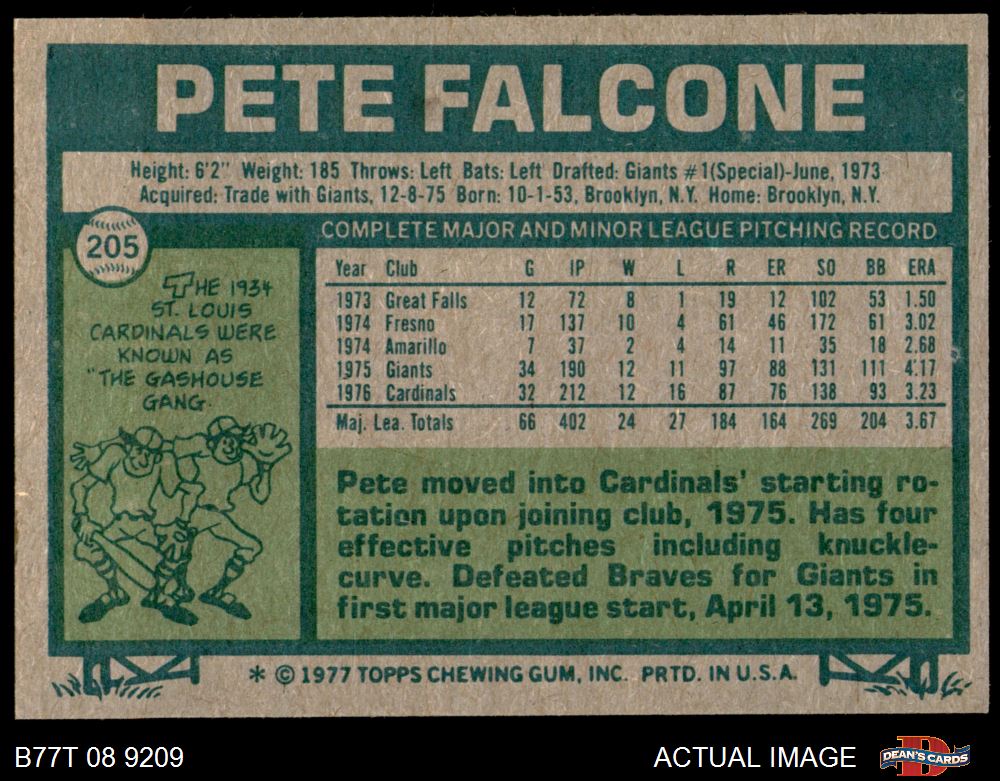 PETE FALCONE
Height: 6'2" Weight: 185 Throws: Left Bats: Left Drafted: Giants #1(Special)-June, 1973
Acquired: Trade with Giants, 12-8-75 Born: 10-1-53, Brooklyn, N.Y. Home: Brooklyn, N.Y.
205
THE 1934
ST. LOUIS
CARDINALS WERE
KNOWN AS
"THE GASHOUSE
GANG.
COMPLETE MAJOR AND MINOR LEAGUE PITCHING RECORD
Year Club G IP W L R ER SO BB ERA
1973 Great Falls 12 72 8 1 19 12 102 53 1.50
1974 Fresno 17 137 10 4 61 46 172 61 3.02
1974 Amarillo 7 37 2 4 14 11 35 18 2.68
1975 Giants 34 190 12 11 97 88 131 111 4.17
1976 Cardinals 32 212 12 16 87 76 138 93 3.23
Maj. Lea. Totals 66 402 24 27 184 164 269 204 3.67
Pete moved into Cardinals' starting ro-
tation upon joining club, 1975. Has four
effective pitches including knuckle-
curve. Defeated Braves for Giants in
first major league start, April 13, 1975.
* © 1977 TOPPS CHEWING GUM, INC. PRTD. IN U.S.A.
B77T 08 9209
ACTUAL IMAGE
D
DEAN'S CARDS